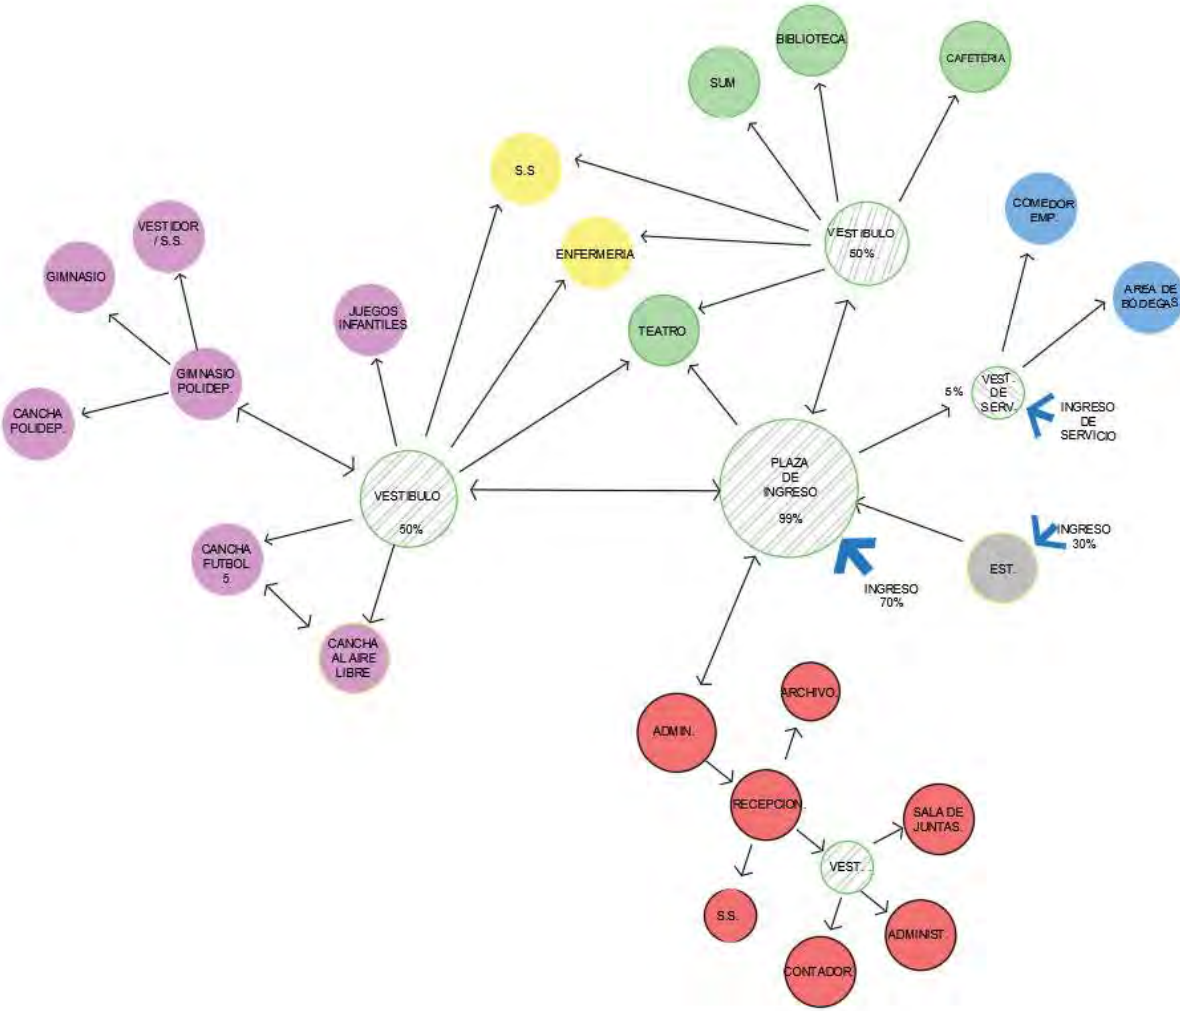 BIBLIOTECA
CAFETERIA
SUM
S.S
COMEDOR
EMP.
VESTIDOR
/ S.S.
VESTIBULO
50%
ENFERMERIA
GIMNASIO
AREA DE
BODEGAS
JUEGOS
INFANTILES
TEATRO
GIMNASIO
POLIDEP.
VEST.
DE
SERV.
5%
CANCHA
POLIDEP.
INGRESO
DE
SERVICIO
PLAZA
DE
INGRESO
99%
VESTIBULO
50%
INGRESO
30%
CANCHA
FUTBOL
5
EST.
INGRESO
70%
CANCHA
AL AIRE
LIBRE
ARCHIVO.
ADMIN.
RECEPCION.
SALA DE
JUNTAS.
VEST.
S.S.
ADMINIST.
CONTADOR